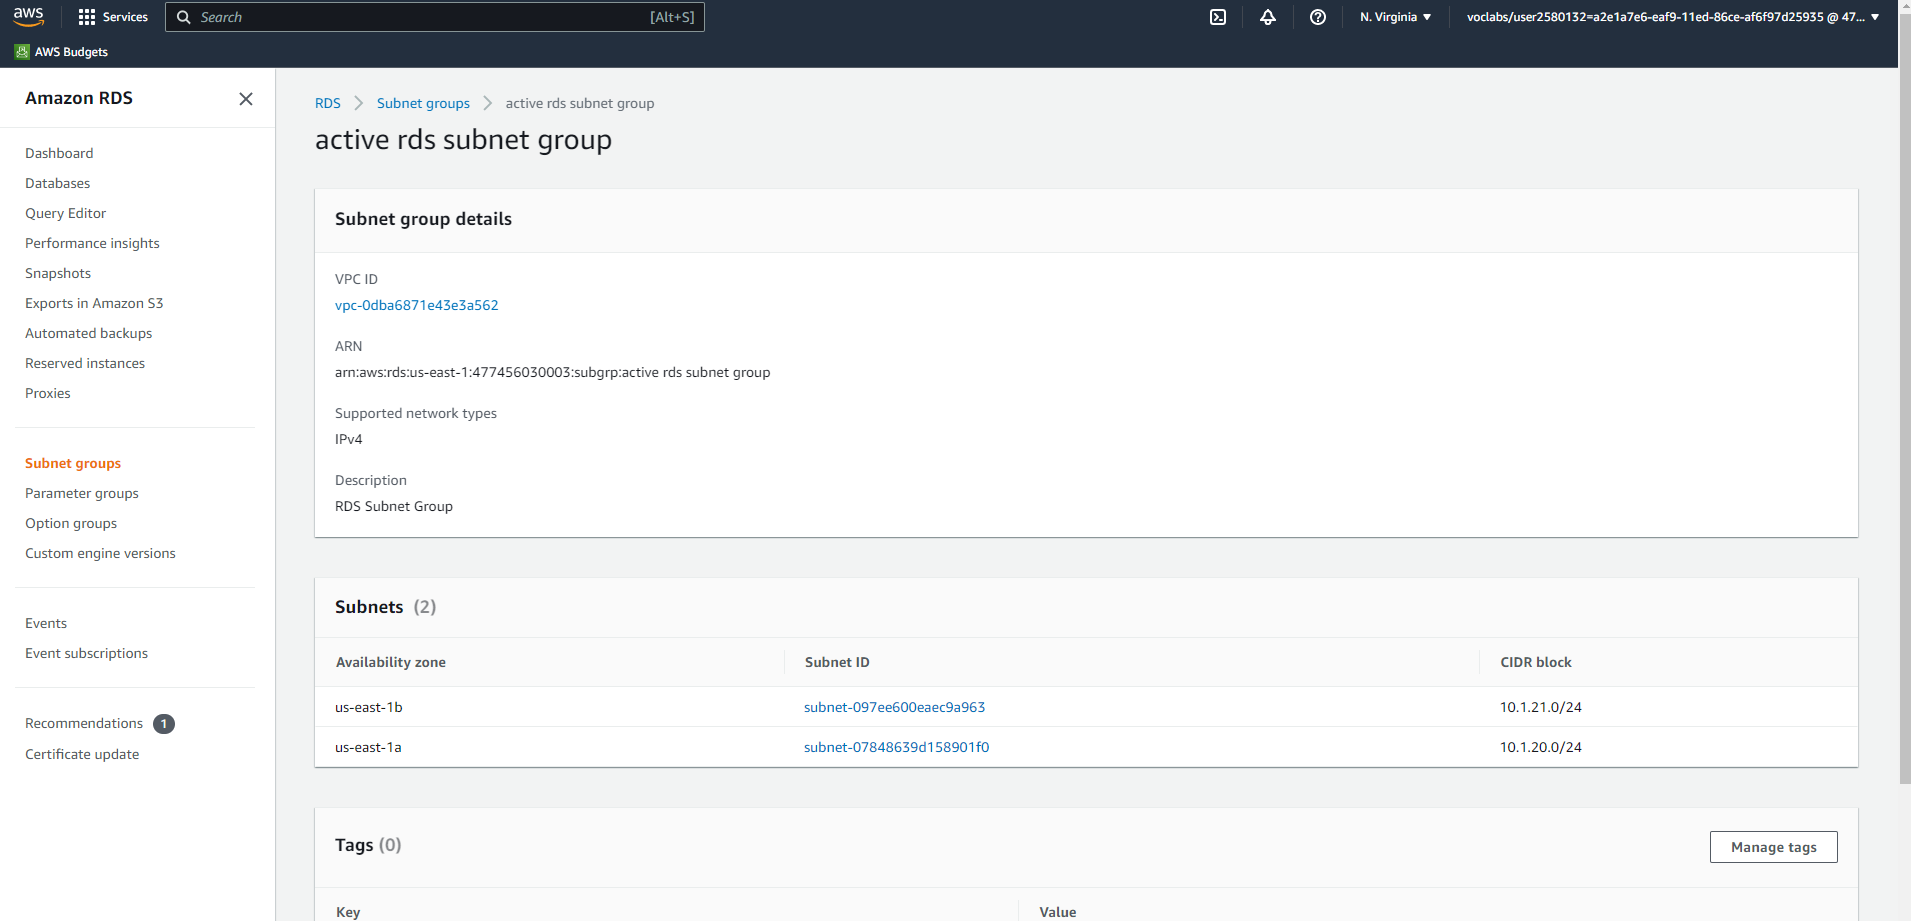 aws
Services
Search
[Alt+S]
N. Virginia
voclabs/user2580132=a2e1a7e6-eaf9-11ed-86ce-af6f97d25935 @ 47...
AWS Budgets
Amazon RDS
Dashboard
Databases
Query Editor
Performance insights
Snapshots
Exports in Amazon S3
Automated backups
Reserved instances
Proxies
Subnet groups
Parameter groups
Option groups
Custom engine versions
Events
Event subscriptions
Recommendations 1
Certificate update
RDS Subnet groups active rds subnet group
active rds subnet group
Subnet group details
VPC ID
vpc-0dba6871e43e3a562
ARN
arn:aws:rds:us-east-1:477456030003:subgrp:active rds subnet group
Supported network types
IPv4
Description
RDS Subnet Group
Subnets (2)
Availability zone Subnet ID CIDR block
us-east-1b subnet-097ee600eaec9a963 10.1.21.0/24
us-east-1a subnet-07848639d158901f0 10.1.20.0/24
Tags (0)
Manage tags
Key Value